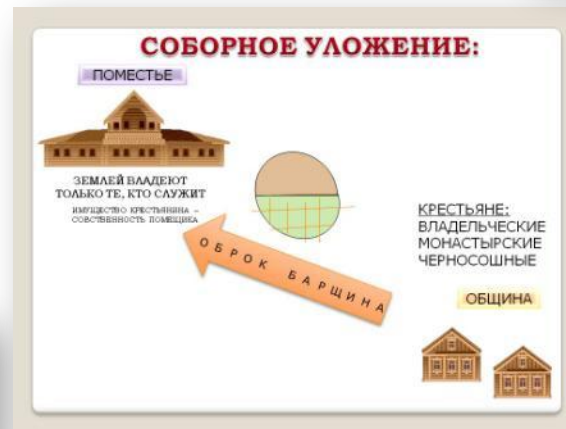 СОБОРНОЕ УЛОЖЕНИЕ:
ПОМЕСТЬЕ
ЗЕМЛЕЙ ВЛАДЕЮТ
ТОЛЬКО ТЕ, КТО СЛУЖИТ
ИМУЩЕСТВО КРЕСТЬЯНИНА –
СОБСТВЕННОСТЬ ПОМЕЩИКА
ОБРОК БАРЩИНА
КРЕСТЬЯНЕ:
ВЛАДЕЛЬЧЕСКИЕ
МОНАСТЫРСКИЕ
ЧЕРНОСОШНЫЕ
ОБЩИНА